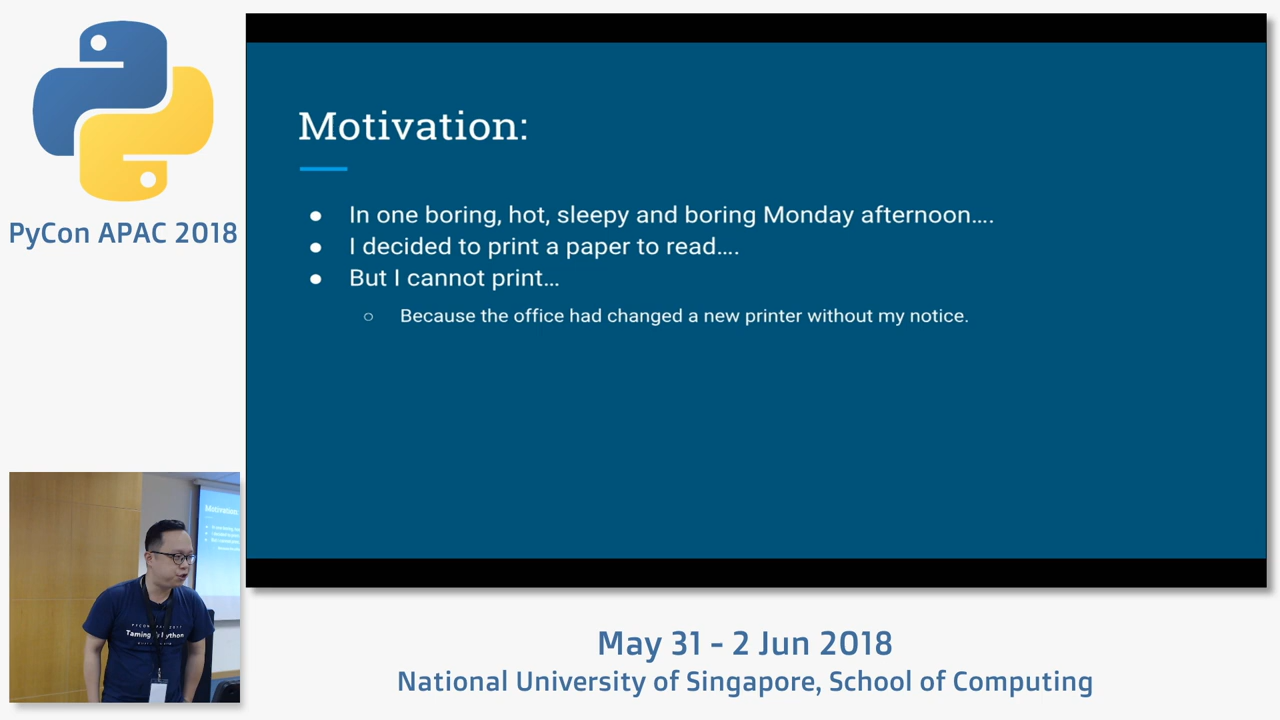 PyCon APAC 2018
Motivation:
● In one boring, hot, sleepy and boring Monday afternoon....
● I decided to print a paper to read....
● But I cannot print...
○ Because the office had changed a new printer without my notice.
Motivation:
Taming
May 31 - 2 Jun 2018
National University of Singapore, School of Computing